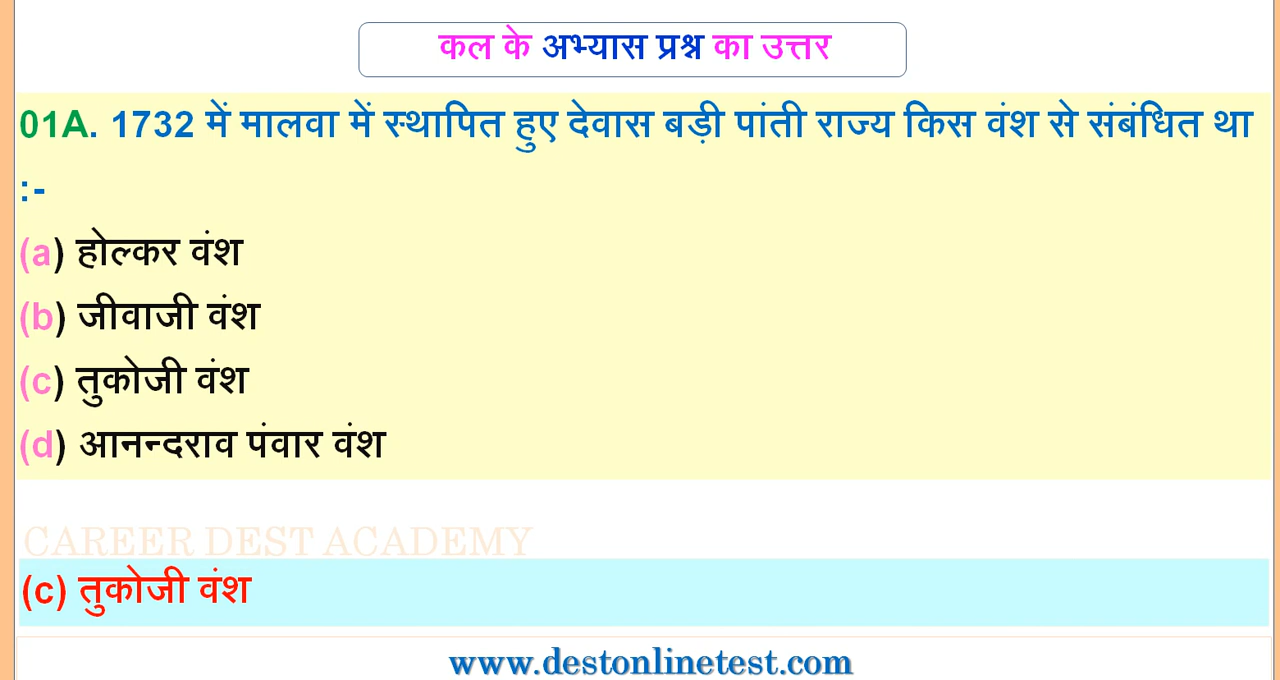 कल के अभ्यास प्रश्न का उत्तर
01A. 1732 में मालवा में स्थापित हुए देवास बड़ी पांती राज्य किस वंश से संबंधित था
:-
(a) होल्कर वंश
(b) जीवाजी वंश
(c) तुकोजी वंश
(d) आनन्दराव पंवार वंश
CAREER DEST ACADEMY
(c) तुकोजी वंश
www.destonlinetest.com